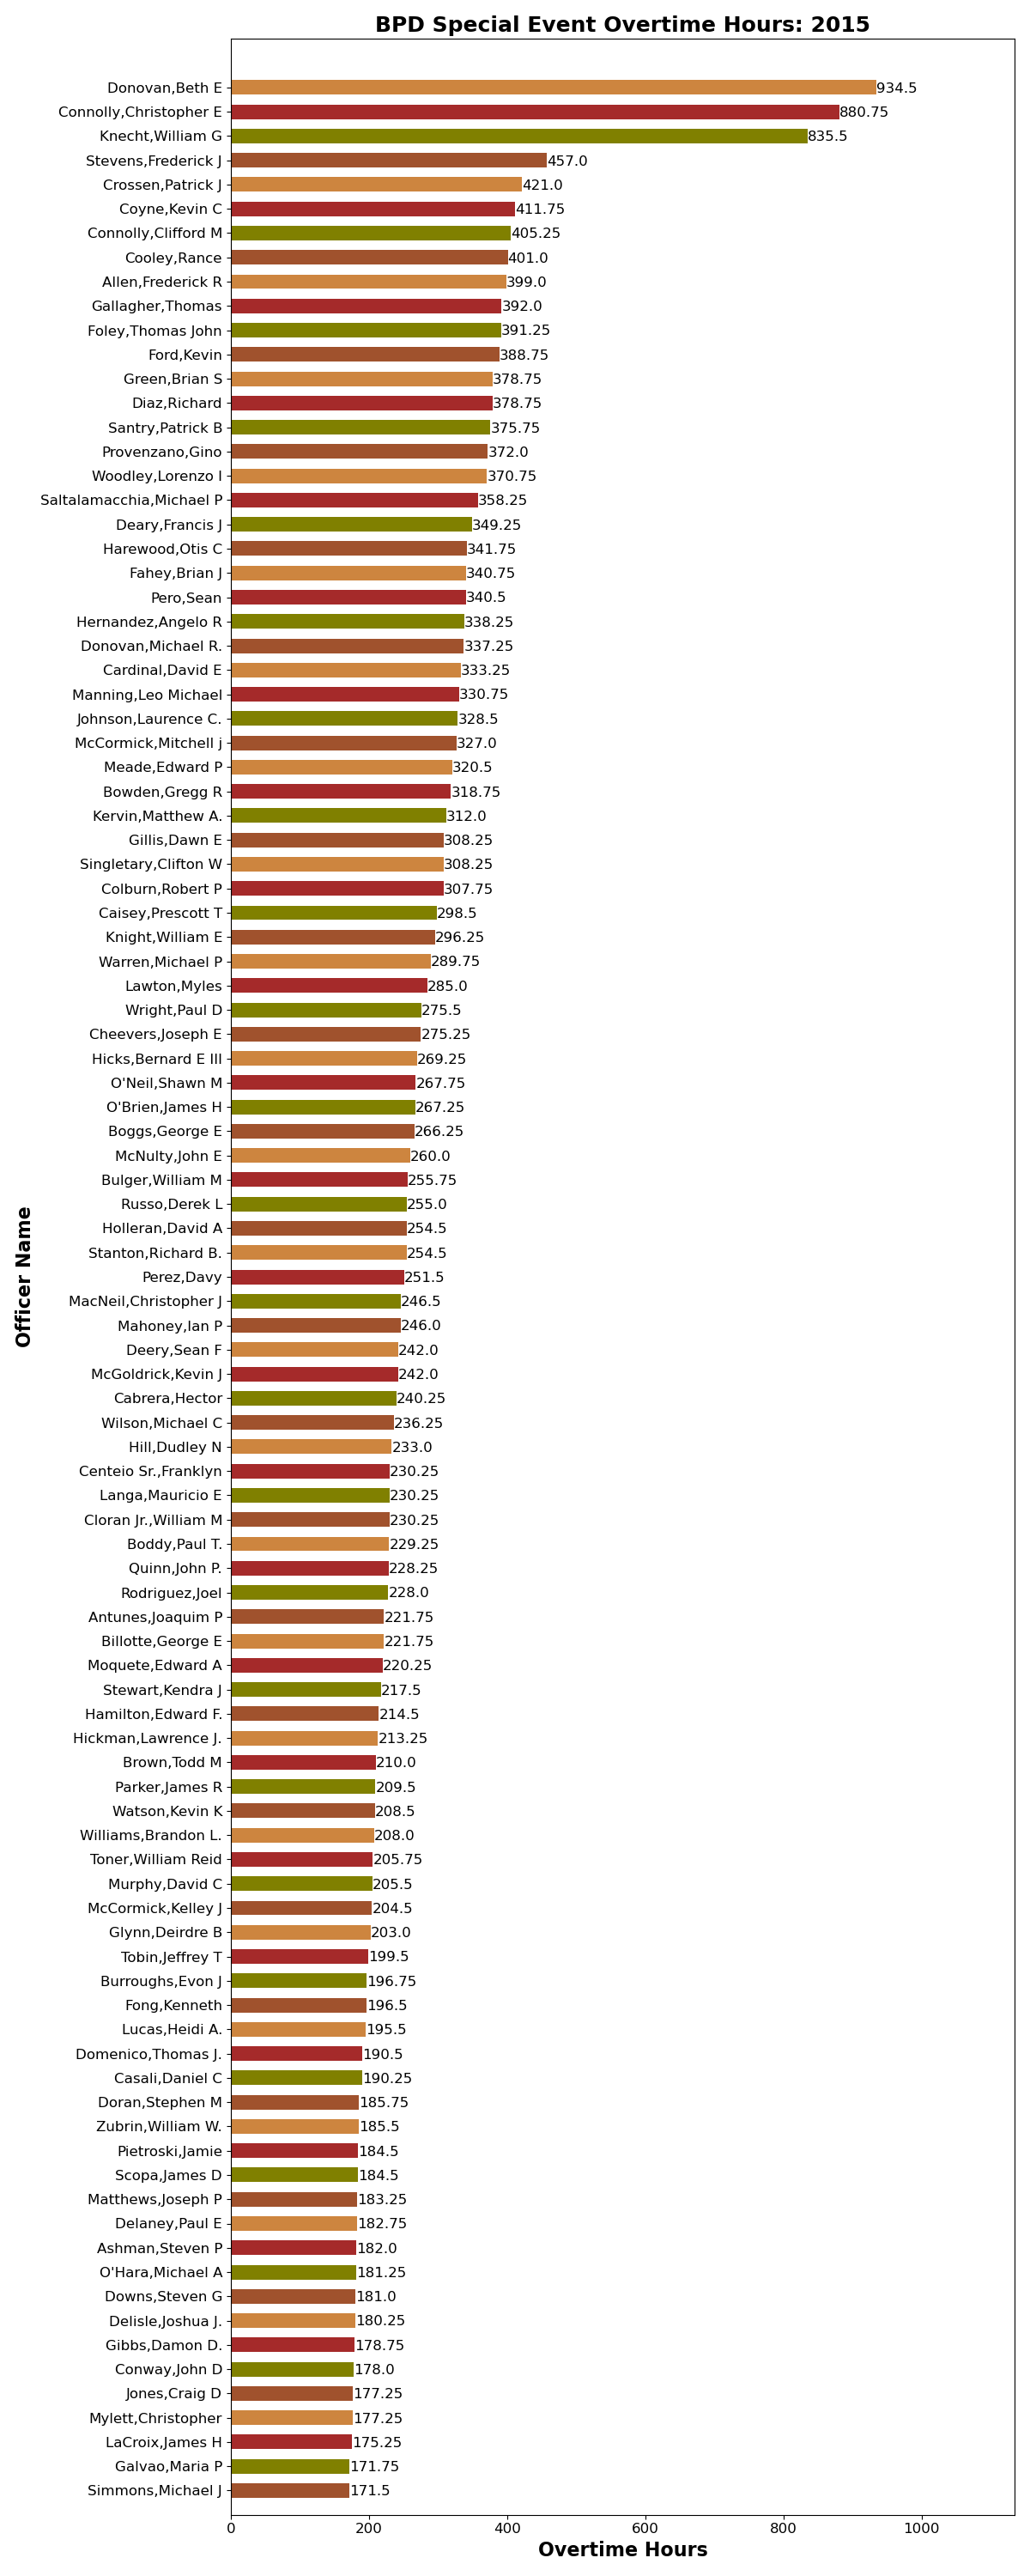 BPD Special Event Overtime Hours: 2015
Donovan,Beth E 934.5
Connolly,Christopher E 880.75
Knecht,William G 835.5
Stevens,Frederick J 457.0
Crossen,Patrick J 421.0
Coyne,Kevin C 411.75
Connolly,Clifford M 405.25
Cooley,Rance 401.0
Allen,Frederick R 399.0
Gallagher,Thomas 392.0
Foley,Thomas John 391.25
Ford,Kevin 388.75
Green,Brian S 378.75
Diaz,Richard 378.75
Santry,Patrick B 375.75
Provenzano,Gino 372.0
Woodley,Lorenzo I 370.75
Saltalamacchia,Michael P 358.25
Deary,Francis J 349.25
Harewood,Otis C 341.75
Fahey,Brian J 340.75
Pero,Sean 340.5
Hernandez,Angelo R 338.25
Donovan,Michael R. 337.25
Cardinal,David E 333.25
Manning,Leo Michael 330.75
Johnson,Laurence C. 328.5
McCormick,Mitchell j 327.0
Meade,Edward P 320.5
Bowden,Gregg R 318.75
Kervin,Matthew A. 312.0
Gillis,Dawn E 308.25
Singletary,Clifton W 308.25
Colburn,Robert P 307.75
Caisey,Prescott T 298.5
Knight,William E 296.25
Warren,Michael P 289.75
Lawton,Myles 285.0
Wright,Paul D 275.5
Cheevers,Joseph E 275.25
Hicks,Bernard E III 269.25
O'Neil,Shawn M 267.75
O'Brien,James H 267.25
Boggs,George E 266.25
McNulty,John E 260.0
Bulger,William M 255.75
Russo,Derek L 255.0
Holleran,David A 254.5
Stanton,Richard B. 254.5
Perez,Davy 251.5
MacNeil,Christopher J 246.5
Mahoney,Ian P 246.0
Deery,Sean F 242.0
McGoldrick,Kevin J 242.0
Cabrera,Hector 240.25
Wilson,Michael C 236.25
Hill,Dudley N 233.0
Centeio Sr.,Franklyn 230.25
Langa,Mauricio E 230.25
Cloran Jr.,William M 230.25
Boddy,Paul T. 229.25
Quinn,John P. 228.25
Rodriguez,Joel 228.0
Antunes,Joaquim P 221.75
Billotte,George E 221.75
Moquete,Edward A 220.25
Stewart,Kendra J 217.5
Hamilton,Edward F. 214.5
Hickman,Lawrence J. 213.25
Brown,Todd M 210.0
Parker,James R 209.5
Watson,Kevin K 208.5
Williams,Brandon L. 208.0
Toner,William Reid 205.75
Murphy,David C 205.5
McCormick,Kelley J 204.5
Glynn,Deirdre B 203.0
Tobin,Jeffrey T 199.5
Burroughs,Evon J 196.75
Fong,Kenneth 196.5
Lucas,Heidi A. 195.5
Domenico,Thomas J. 190.5
Casali,Daniel C 190.25
Doran,Stephen M 185.75
Zubrin,William W. 185.5
Pietroski,Jamie 184.5
Scopa,James D 184.5
Matthews,Joseph P 183.25
Delaney,Paul E 182.75
Ashman,Steven P 182.0
O'Hara,Michael A 181.25
Downs,Steven G 181.0
Delisle,Joshua J. 180.25
Gibbs,Damon D. 178.75
Conway,John D 178.0
Jones,Craig D 177.25
Mylett,Christopher 177.25
LaCroix,James H 175.25
Galvao,Maria P 171.75
Simmons,Michael J 171.5
0 200 400 600 800 1000
Overtime Hours
Officer Name